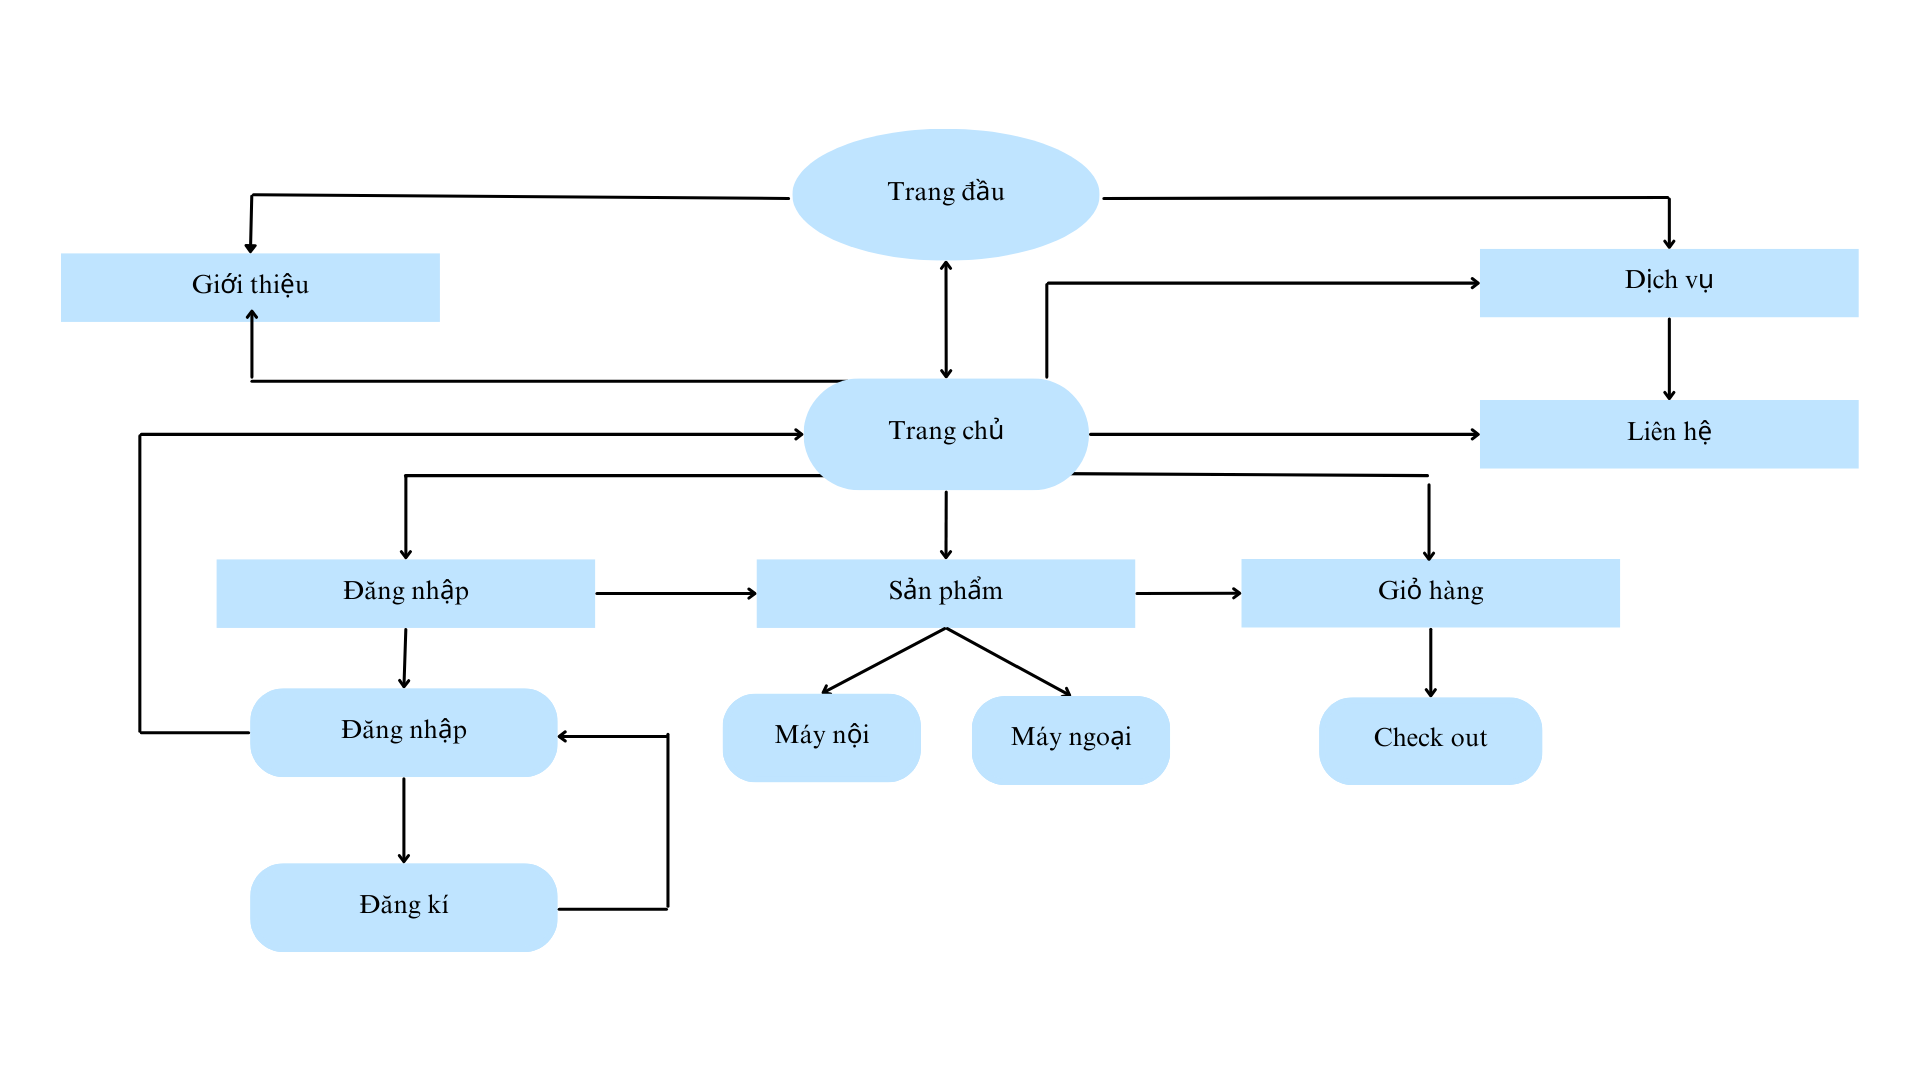 Trang đầu
Giới thiệu
Dịch vụ
Trang chủ
Liên hệ
Đăng nhập
Sản phẩm
Giỏ hàng
Đăng nhập
Máy nội
Máy ngoại
Check out
Đăng kí